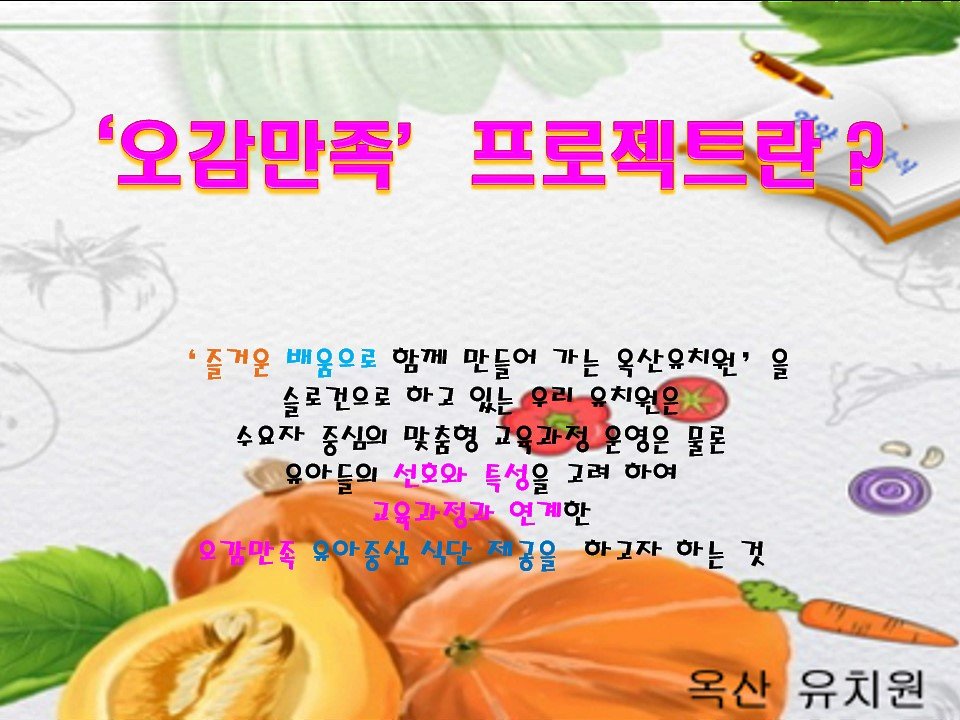 ‘오감만족’ 프로젝트란?
‘즐거운 배움으로 함께 만들어 가는 옥산유치원’ 을
슬로건으로 하고 있는 우리 유치원은
수요자 중심의 맞춤형 교육과정 운영은 물론
유아들의 선호와 특성을 고려 하여
교육과정과 연계한
오감만족 유아중심 식단 제공을 하고자 하는 것
옥산 유치원